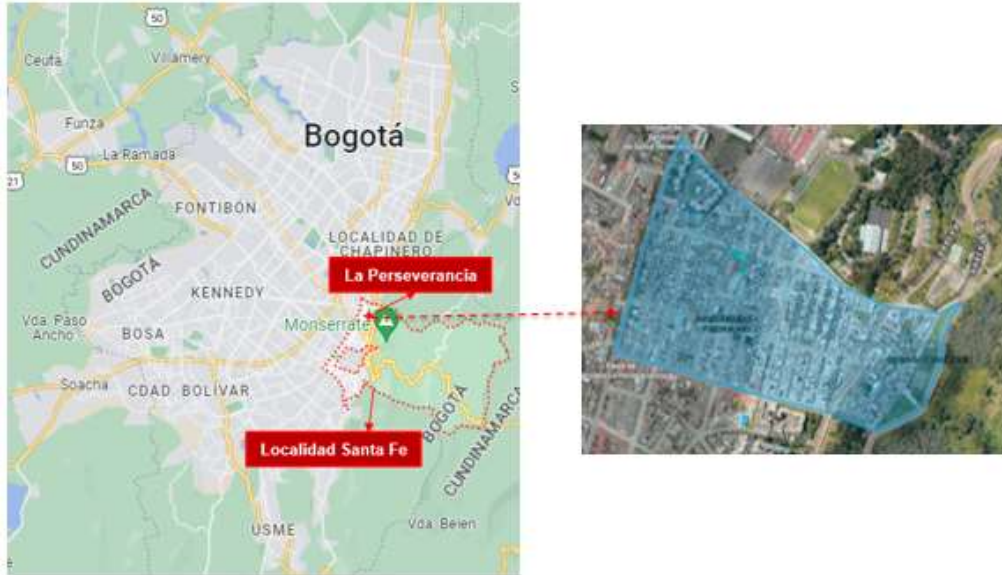 50
Villamery
Ceuta
Bogotá
Funza
La Ramada
50
21
FONTIBÓN
CUNDINAMARCA
BOGOTÁ
LOCALIDAD DE
CHAPINERO
La Perseverancia
KENNEDY
Monserrate
Vda. Paso
Ancho
BOSA
Soacha
CDAD. BOLÍVAR
BOGOTÁ
CUNDINAMARCA
Localidad Santa Fe
USME
Vda. Belen